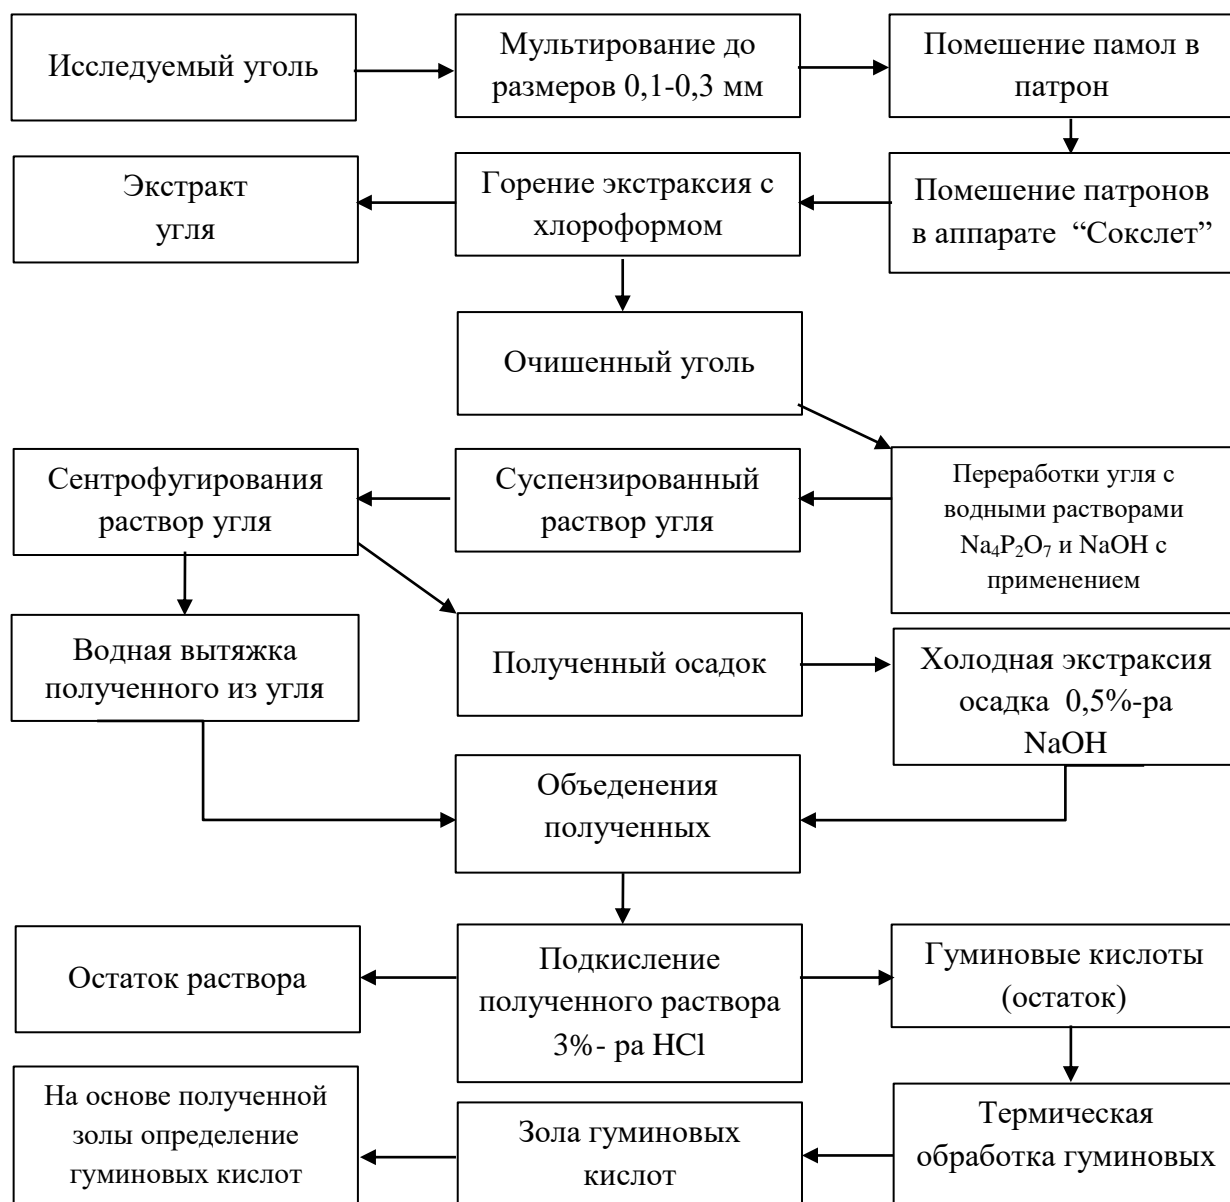 Исследуемый уголь
Мультирование до
размеров 0,1-0,3 мм
Помешение памол в
патрон
Экстракт
угля
Горение экстраксия с
хлороформом
Помешение патронов
в аппарате “Сокслет”
Очишенный уголь
Сентрофугирования
раствор угля
Суспензированный
раствор угля
Переработки угля с
водными растворами
Na₄P₂O₇ и NaOH с
применением
Водная вытяжка
полученного из угля
Полученный осадок
Холодная экстраксия
осадка 0,5%-ра
NaOH
Объеденения
полученных
Остаток раствора
Подкисление
полученного раствора
3%- ра HCl
Гуминовые кислоты
(остаток)
На основе полученной
золы определение
гуминовых кислот
Зола гуминовых
кислот
Термическая
обработка гуминовых